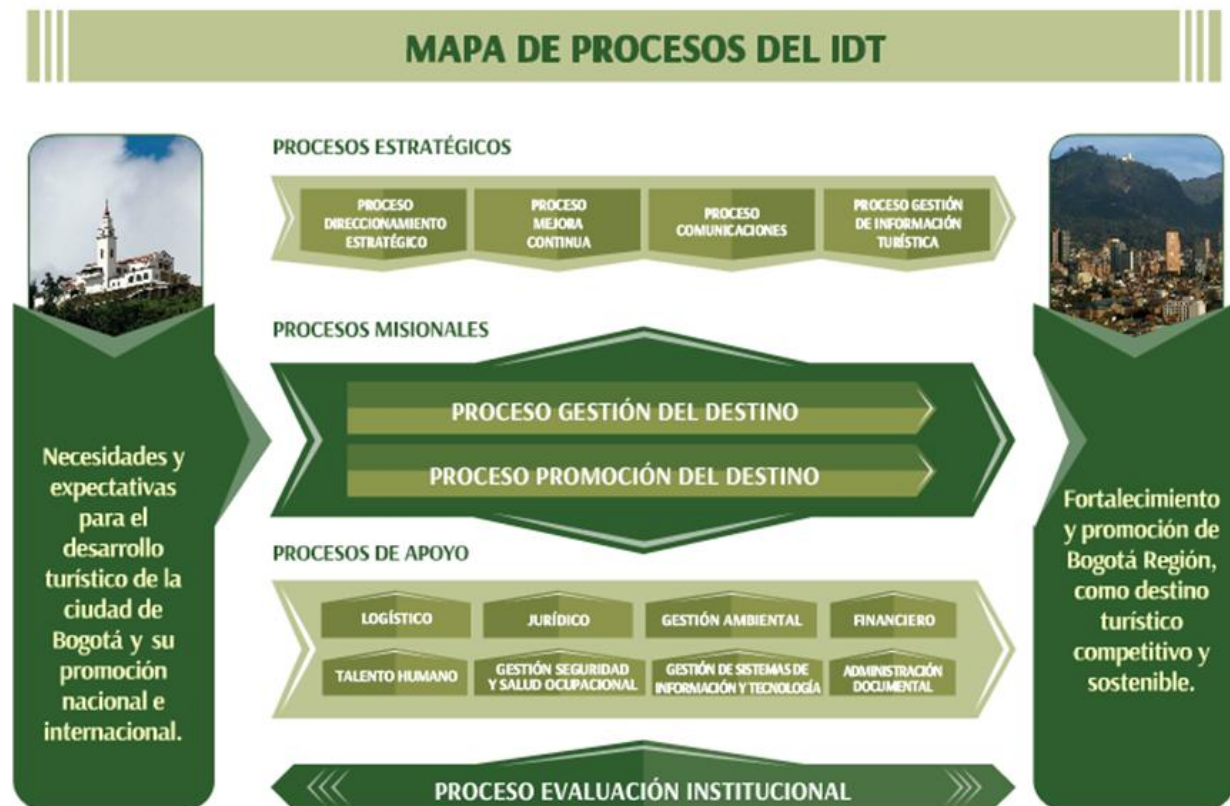 MAPA DE PROCESOS DEL IDT
PROCESOS ESTRATÉGICOS
PROCESO
DIRECCIONAMIENTO
ESTRATÉGICO
PROCESO
MEJORA
CONTINUA
PROCESO
COMUNICACIONES
PROCESO GESTIÓN
DE INFORMACIÓN
TURÍSTICA
PROCESOS MISIONALES
PROCESO GESTIÓN DEL DESTINO
PROCESO PROMOCIÓN DEL DESTINO
Necesidades y
expectativas
para el
desarrollo
turístico de la
ciudad de
Bogotá y su
promoción
nacional e
internacional.
PROCESOS DE APOYO
LOGÍSTICO
JURÍDICO
GESTIÓN AMBIENTAL
FINANCIERO
TALENTO HUMANO
GESTIÓN SEGURIDAD
Y SALUD OCUPACIONAL
GESTIÓN DE SISTEMAS DE
INFORMACIÓN Y TECNOLOGÍA
ADMINISTRACIÓN
DOCUMENTAL
Fortalecimiento
y promoción de
Bogotá Región,
como destino
turístico
competitivo y
sostenible.
PROCESO EVALUACIÓN INSTITUCIONAL